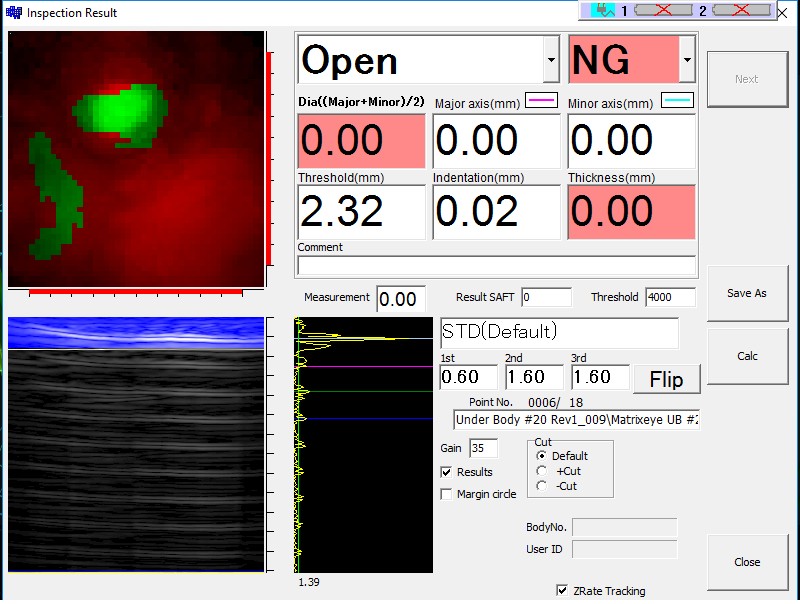 Inspection Result
1 2
Open
NG
Next
Dia((Major+Minor)/2)
Major axis(mm)
Minor axis(mm)
0.00
0.00
0.00
Threshold(mm)
Indentation(mm)
Thickness(mm)
2.32
0.02
0.00
Comment
Measurement 0.00
Result SAFT 0
Threshold 4000
Save As
STD(Default)
1st
2nd
3rd
0.60
1.60
1.60
Flip
Calc
Point No. 0006/ 18
Under Body #20 Rev1_009\Matrixeye UB #2
Gain 35
Cut
Default
+Cut
-Cut
Results
Margin circle
BodyNo.
User ID
Close
1.39
ZRate Tracking